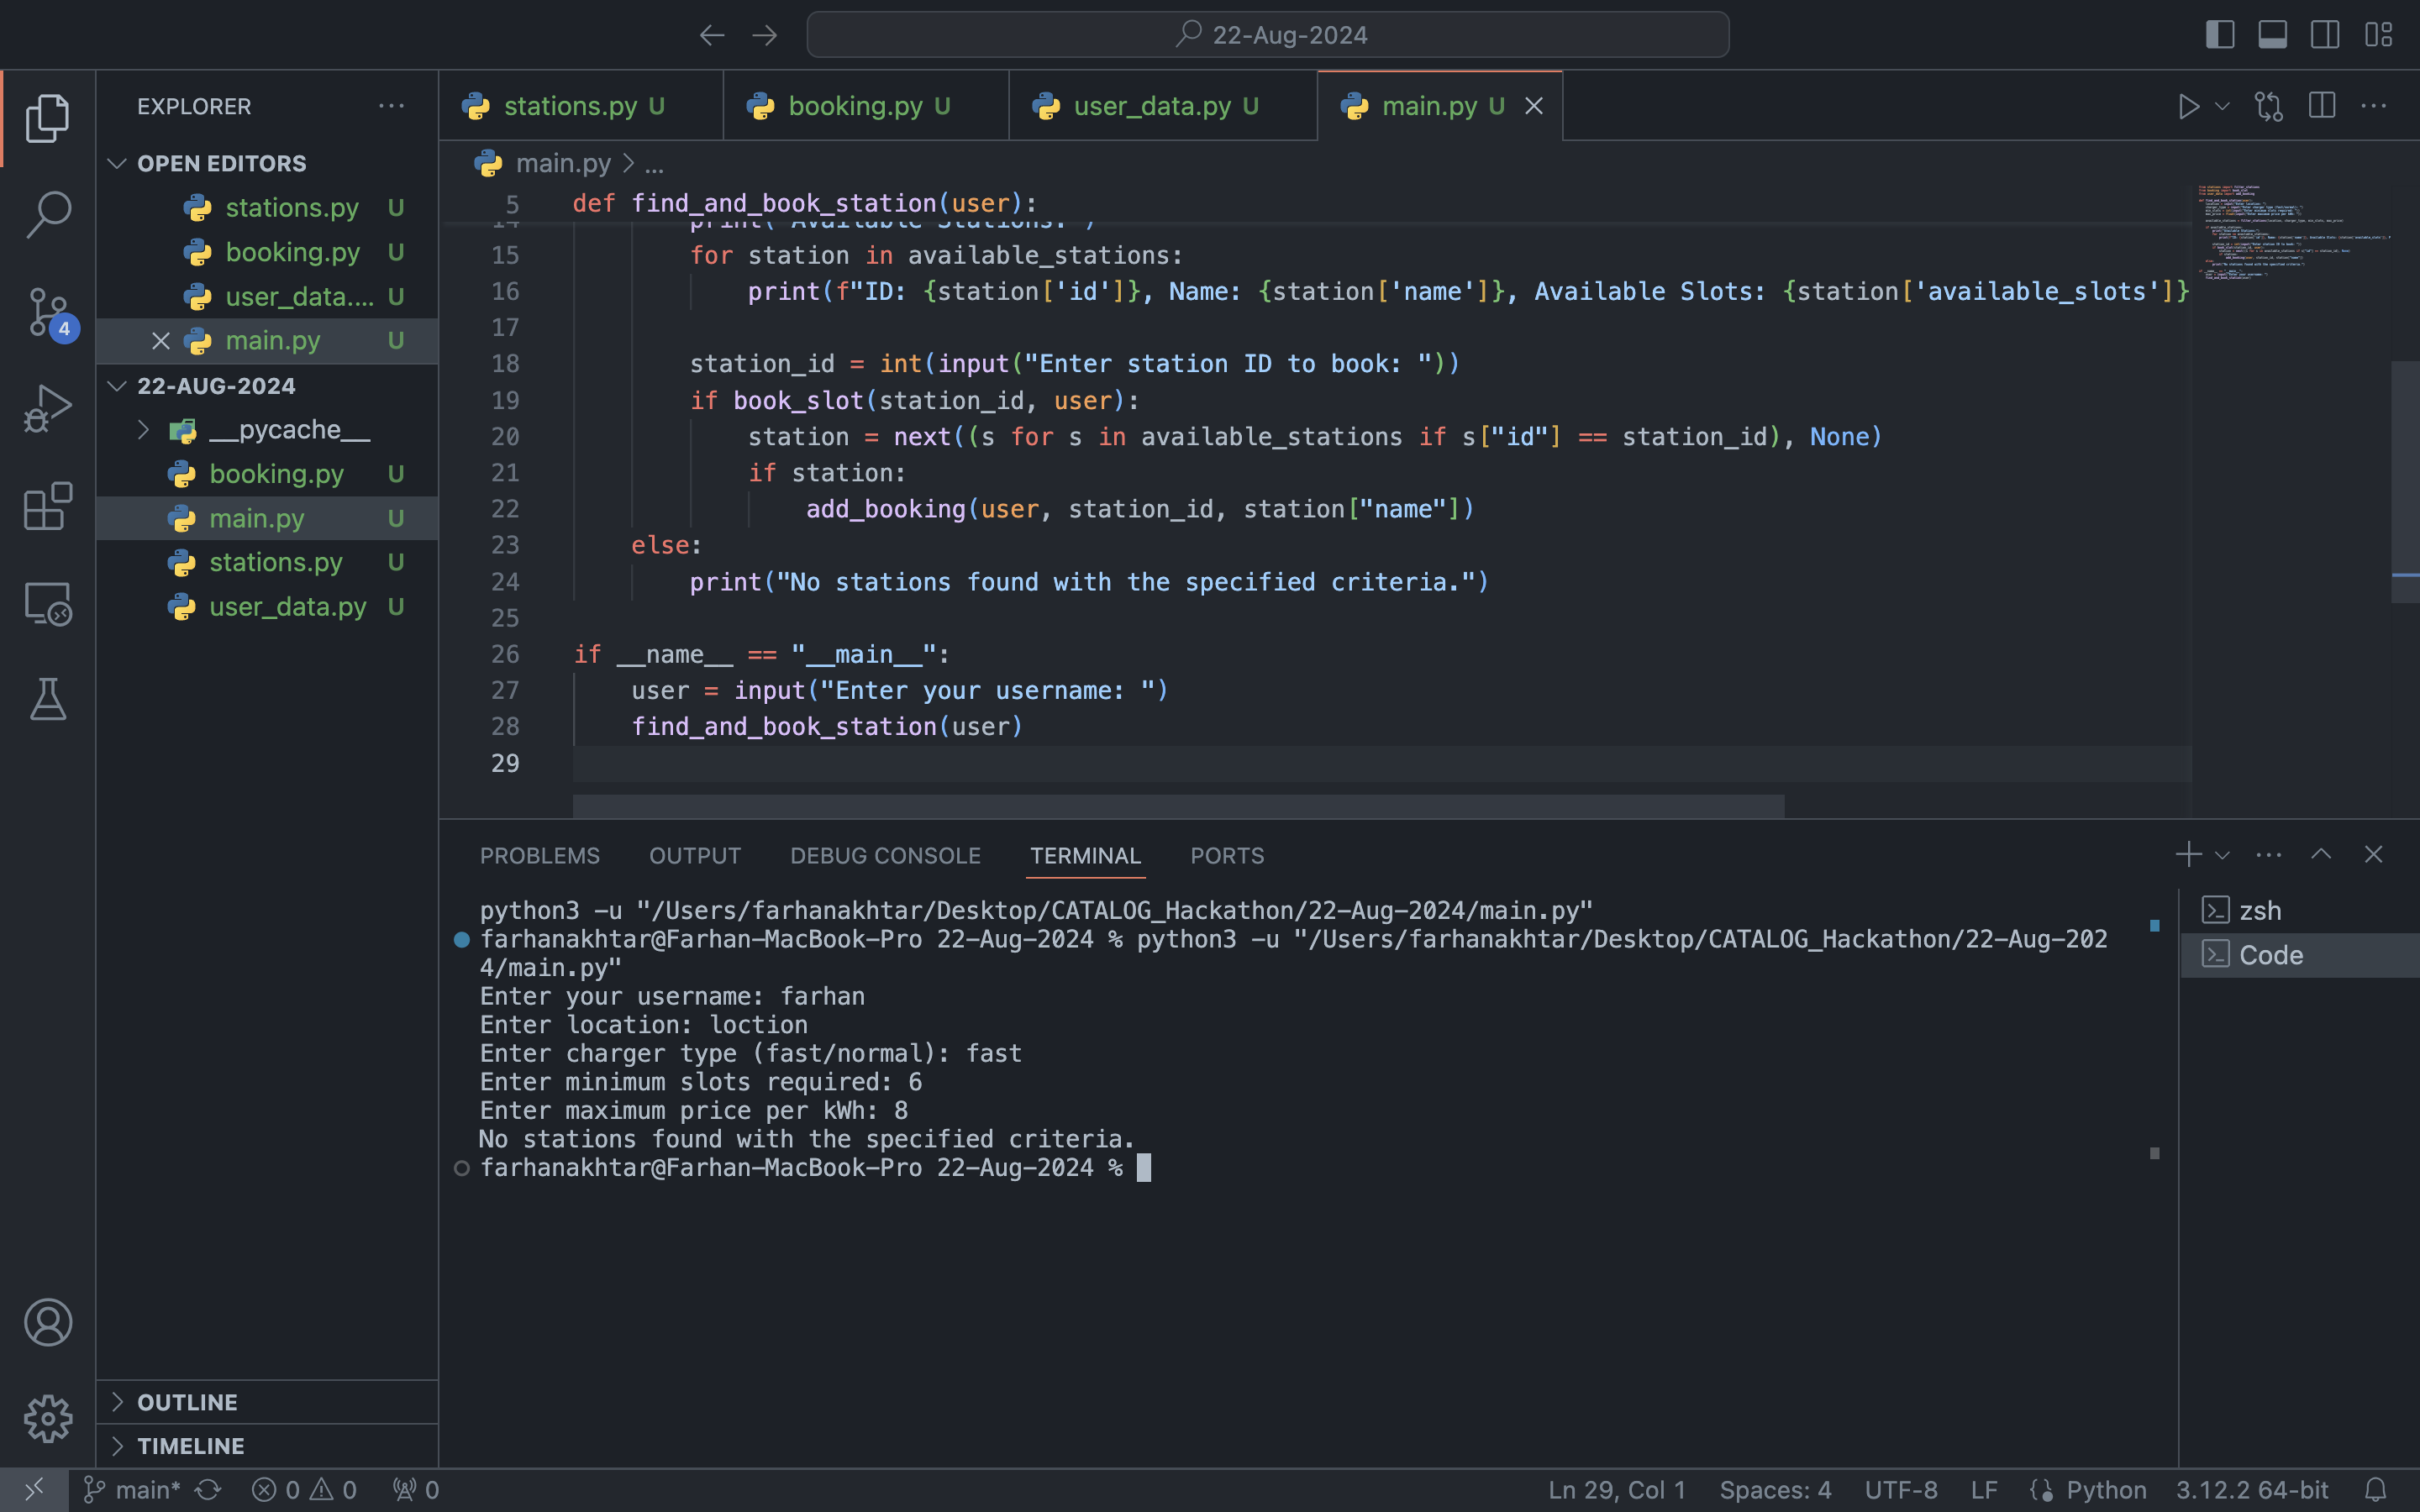 22-Aug-2024
EXPLORER
OPEN EDITORS
stations.py U
booking.py U
user_data.... U
main.py U
22-AUG-2024
__pycache__
booking.py U
main.py U
stations.py U
user_data.py U
OUTLINE
TIMELINE
4
stations.py U
booking.py U
user_data.py U
main.py U
main.py > ...
5 def find_and_book_station(user):
14 print("Available Stations:")
15 for station in available_stations:
16 print(f"ID: {station['id']}, Name: {station['name']}, Available Slots: {station['available_slots']}
17
18 station_id = int(input("Enter station ID to book: "))
19 if book_slot(station_id, user):
20 station = next((s for s in available_stations if s["id"] == station_id), None)
21 if station:
22 add_booking(user, station_id, station["name"])
23 else:
24 print("No stations found with the specified criteria.")
25
26 if __name__ == "__main__":
27 user = input("Enter your username: ")
28 find_and_book_station(user)
29
PROBLEMS OUTPUT DEBUG CONSOLE TERMINAL PORTS
python3 -u "/Users/farhanakhtar/Desktop/CATALOG_Hackathon/22-Aug-2024/main.py"
farhanakhtar@Farhan-MacBook-Pro 22-Aug-2024 % python3 -u "/Users/farhanakhtar/Desktop/CATALOG_Hackathon/22-Aug-202
4/main.py"
Enter your username: farhan
Enter location: loction
Enter charger type (fast/normal): fast
Enter minimum slots required: 6
Enter maximum price per kWh: 8
No stations found with the specified criteria.
farhanakhtar@Farhan-MacBook-Pro 22-Aug-2024 %
zsh
Code
main* 0 0 0 Ln 29, Col 1 Spaces: 4 UTF-8 LF Python 3.12.2 64-bit